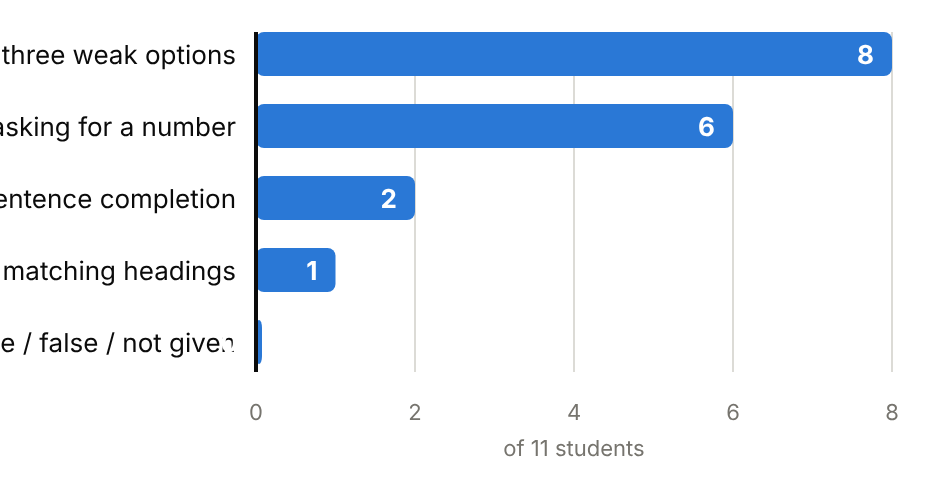 three weak options
8
asking for a number
6
entence completion
2
matching headings
1
e / false / not given
0 2 4 6 8
of 11 students